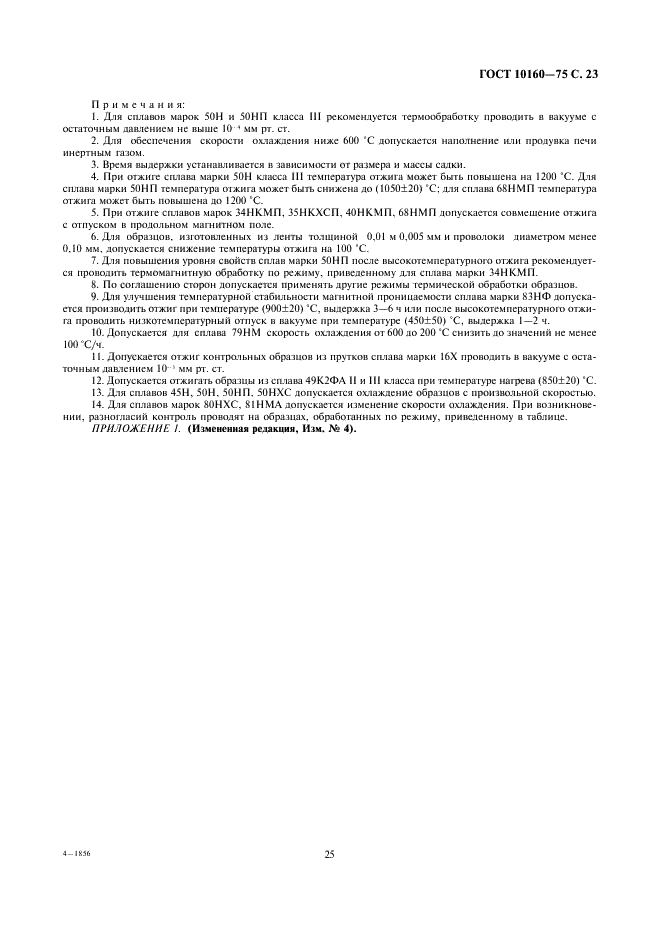 ГОСТ 10160—75 С. 23
Примечания:
1. Для сплавов марок 50Н и 50НП класса III рекомендуется термообработку проводить в вакууме с
остаточным давлением не выше 10⁻⁴ мм рт. ст.
2. Для обеспечения скорости охлаждения ниже 600 °С допускается наполнение или продувка печи
инертным газом.
3. Время выдержки устанавливается в зависимости от размера и массы садки.
4. При отжиге сплава марки 50Н класса III температура отжига может быть повышена на 1200 °С. Для
сплава марки 50НП температура отжига может быть снижена до (1050±20) °С; для сплава 68НМП температура
отжига может быть повышена до 1200 °С.
5. При отжиге сплавов марок 34НКМП, 35НКХСП, 40НКМП, 68НМП допускается совмешение отжига
с отпуском в продольном магнитном поле.
6. Для образцов, изготовленных из ленты толщиной 0,01 м 0,005 мм и проволоки диаметром менее
0,10 мм, допускается снижение температуры отжига на 100 °С.
7. Для повышения уровня свойств сплав марки 50НП после высокотемпературного отжига рекомендует-
ся проводить термомагнитную обработку по режиму, приведенному для сплава марки 34НКМП.
8. По соглашению сторон допускается применять другие режимы термической обработки образцов.
9. Для улучшения температурной стабильности магнитной проницаемости сплава марки 83НФ допуска-
ется производить отжиг при температуре (900±20) °С, выдержка 3—6 ч или после высокотемпературного отжи-
га проводить низкотемпературный отпуск в вакууме при температуре (450±50) °С, выдержка 1—2 ч.
10. Допускается для сплава 79НМ скорость охлаждения от 600 до 200 °С снизить до значений не менее
100 °С/ч.
11. Допускается отжиг контрольных образцов из прутков сплава марки 16Х проводить в вакууме с оста-
точным давлением 10⁻³ мм рт. ст.
12. Допускается отжигать образцы из сплава 49К2ФА II и III класса при температуре нагрева (850±20) °С.
13. Для сплавов 45Н, 50Н, 50НП, 50НХС допускается охлаждение образцов с произвольной скоростью.
14. Для сплавов марок 80НХС, 81НМА допускается изменение скорости охлаждения. При возникнове-
нии, разногласий контроль проводят на образцах, обработанных по режиму, приведенному в таблице.
ПРИЛОЖЕНИЕ 1. (Измененная редакция, Изм. № 4).
4—1856
25